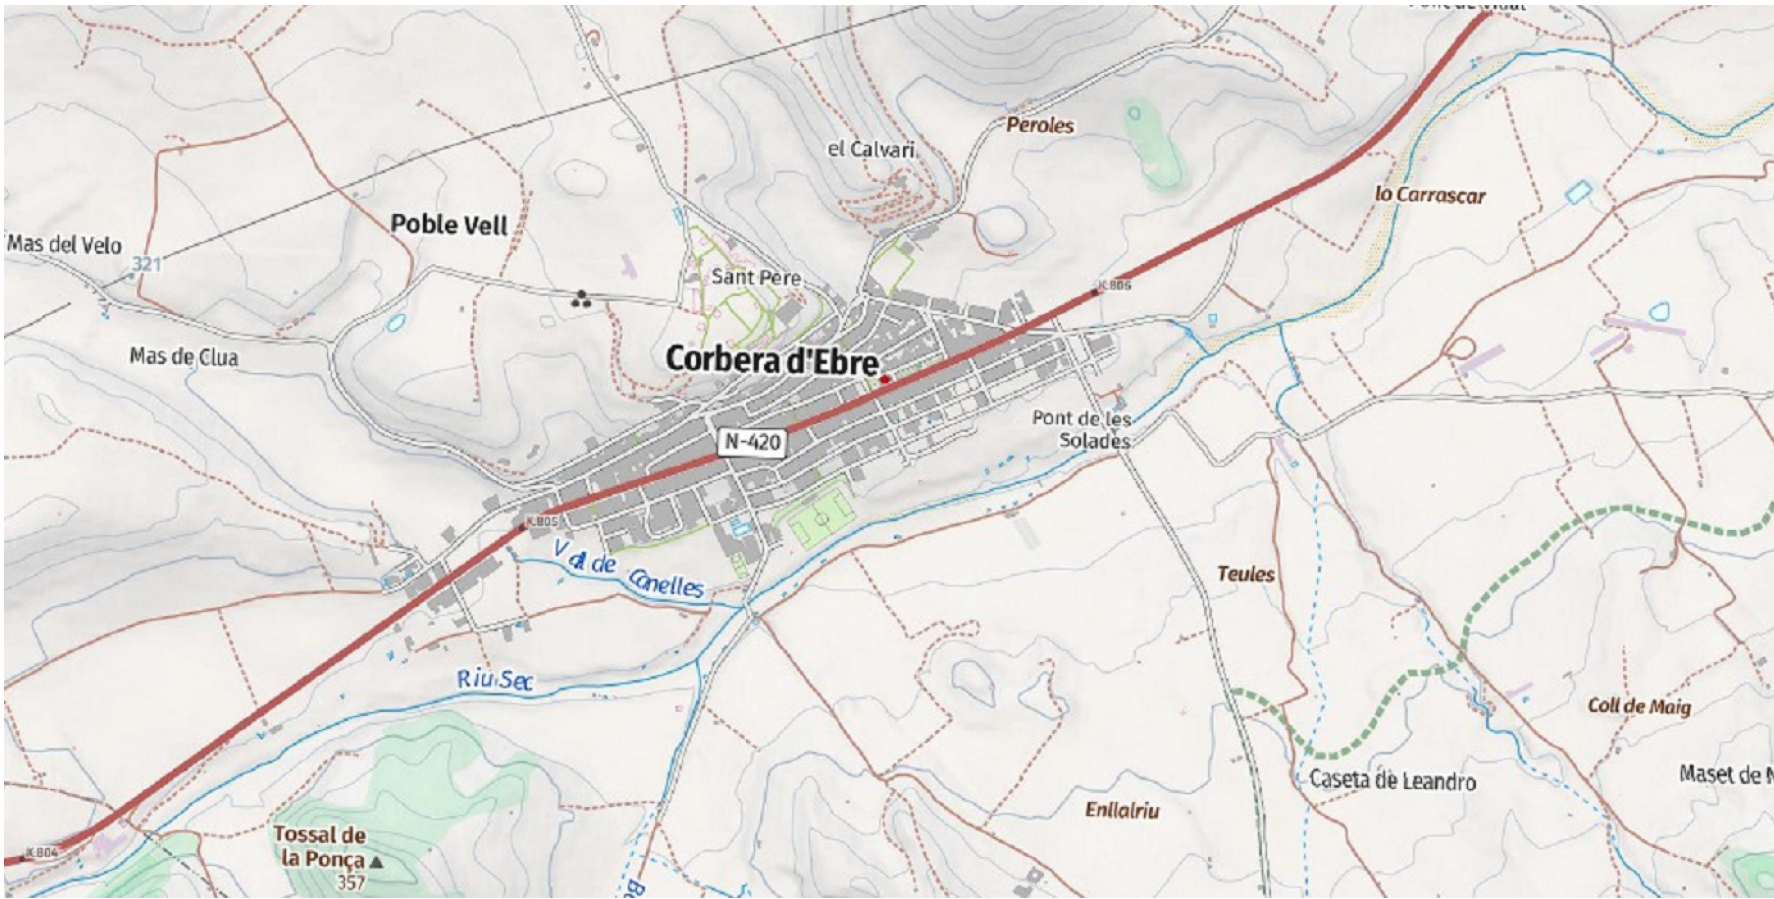 Peroles
el Calvari
lo Carrascar
Poble Vell
Mas del Velo
321
Sant Pere
K.806
Mas de Clua
Corbera d'Ebre
Pont de les
Solades
N-420
K.805
Val de Canelles
Teules
Riu Sec
Coll de Maig
Caseta de Leandro
Maset de
Enllalriu
Tossal de
la Ponça
357
K.804